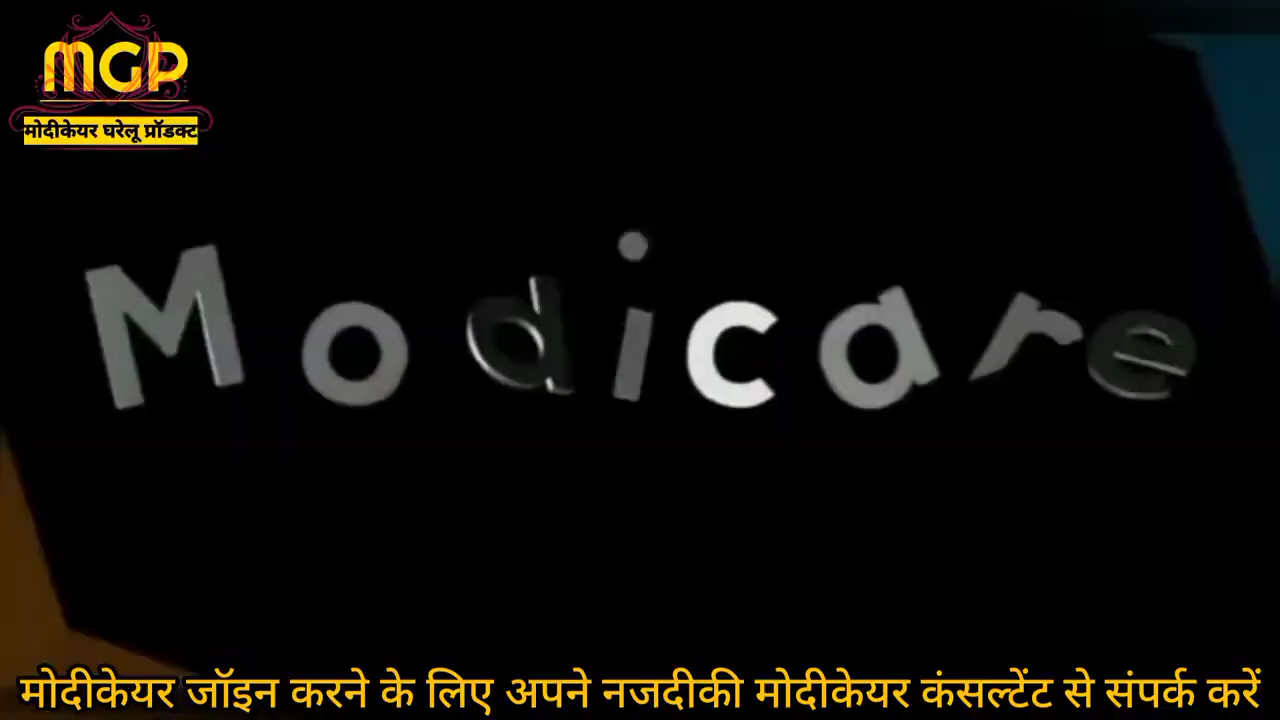 MGP
मोदीकेयर घरेलू प्रॉडक्ट
Modicare
मोदीकेयर जॉइन करने के लिए अपने नजदीकी मोदीकेयर कंसल्टेंट से संपर्क करें